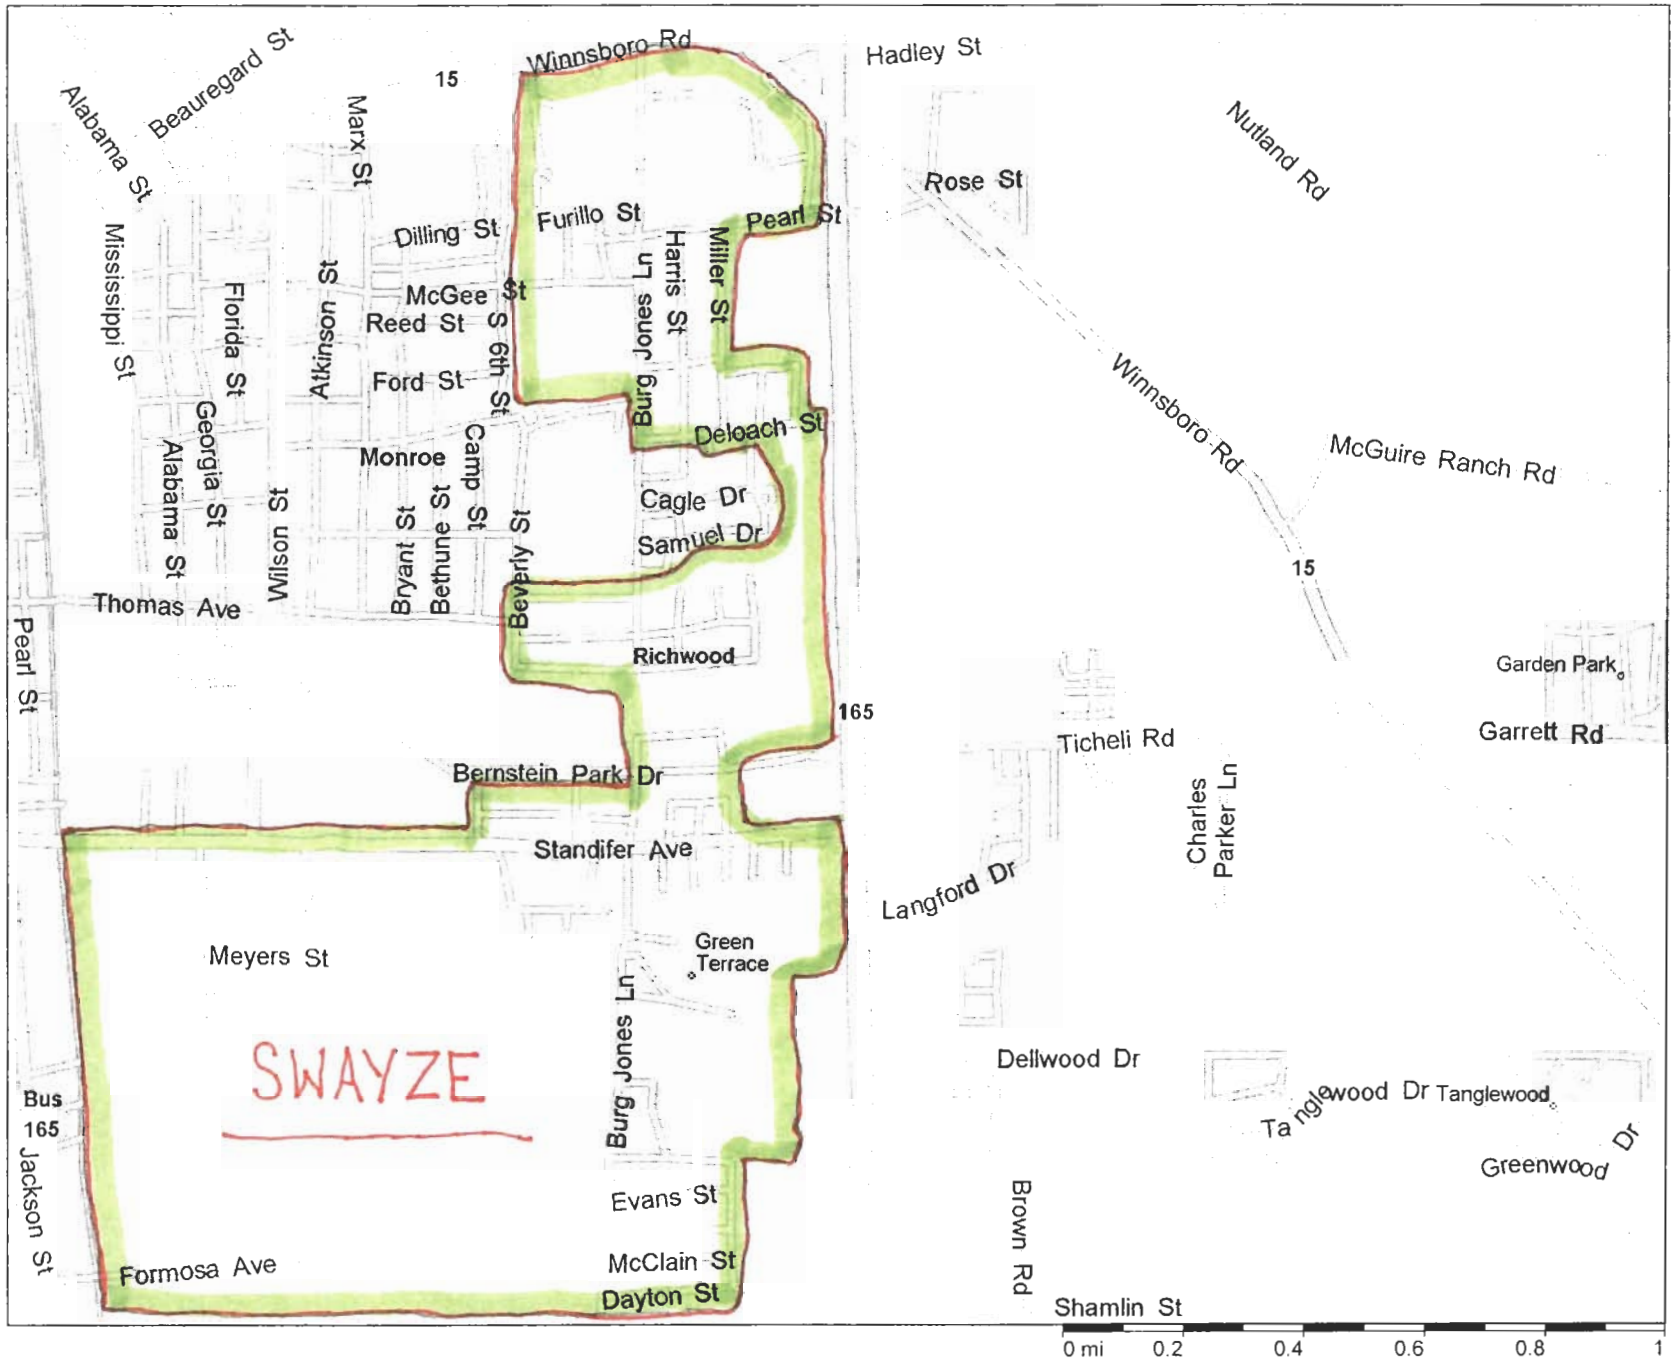 Winnsboro Rd
Hadley St
Beauregard St
15
Alabama St
Marx St
Nutland Rd
Rose St
Furillo St
Pearl St
Dilling St
Mississippi St
Harris St
Miller St
Florida St
Atkinson St
Burg Jones Ln
McGee St
Reed St
S 6th St
Ford St
Winnsboro Rd
Georgia St
Deloach St
McGuire Ranch Rd
Alabama St
Monroe
Camp St
Cagle Dr
Wilson St
Bryant St
Bethune St
Beverly St
Samuel Dr
15
Thomas Ave
Pearl St
Richwood
Garden Park
165
Garrett Rd
Ticheli Rd
Bernstein Park Dr
Charles
Parker Ln
Standifer Ave
Langford Dr
Meyers St
Green
Terrace
Burg Jones Ln
SWAYZE
Dellwood Dr
Bus
165
Tanglewood Dr
Tanglewood
Greenwood Dr
Jackson St
Evans St
Brown Rd
McClain St
Formosa Ave
Dayton St
Shamlin St
0 mi 0.2 0.4 0.6 0.8 1